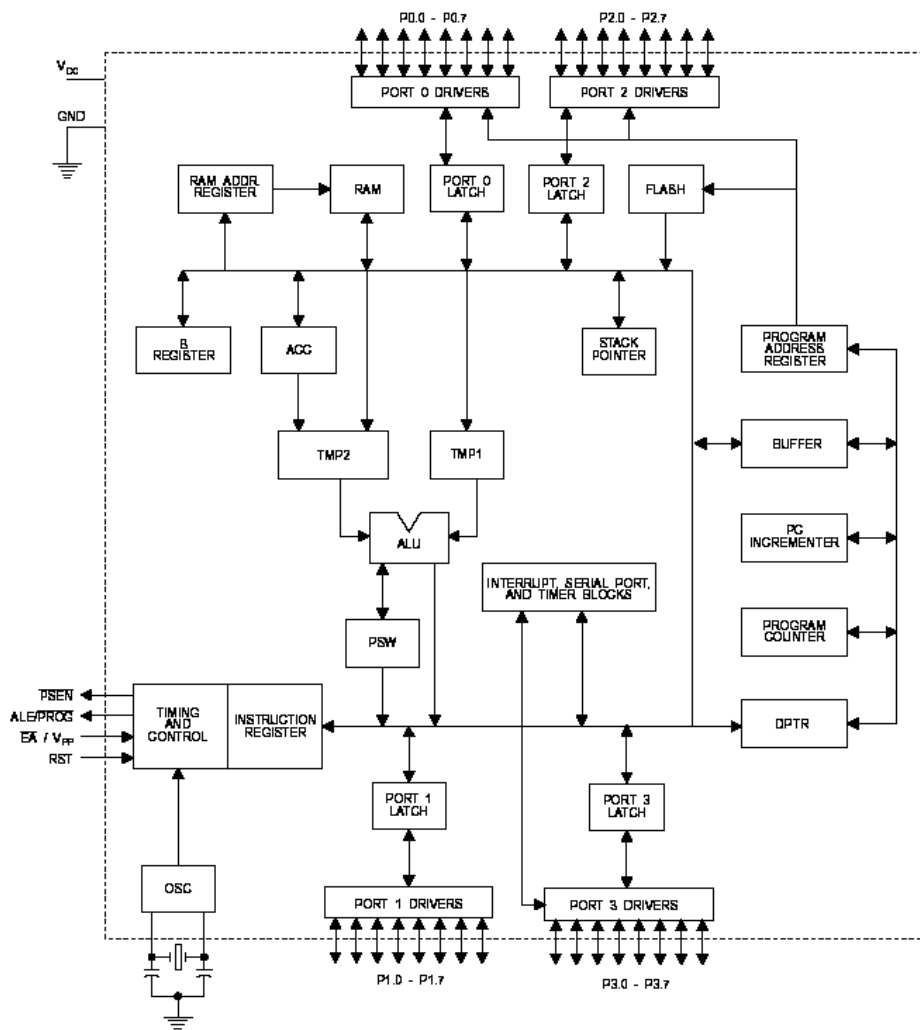 P0.0 - P0.7
P2.0 - P2.7
VCC
PORT 0 DRIVERS
PORT 2 DRIVERS
GND
RAM ADDR.
REGISTER
RAM
PORT 0
LATCH
PORT 2
LATCH
FLASH
B
REGISTER
ACC
STACK
POINTER
PROGRAM
ADDRESS
REGISTER
TMP2
TMP1
BUFFER
ALU
PC
INCREMENTER
INTERRUPT, SERIAL PORT,
AND TIMER BLOCKS
PSW
PROGRAM
COUNTER
PSEN
ALE/PROG
EA / VPP
RST
TIMING
AND
CONTROL
INSTRUCTION
REGISTER
DPTR
PORT 1
LATCH
PORT 3
LATCH
OSC
PORT 1 DRIVERS
PORT 3 DRIVERS
P1.0 - P1.7
P3.0 - P3.7